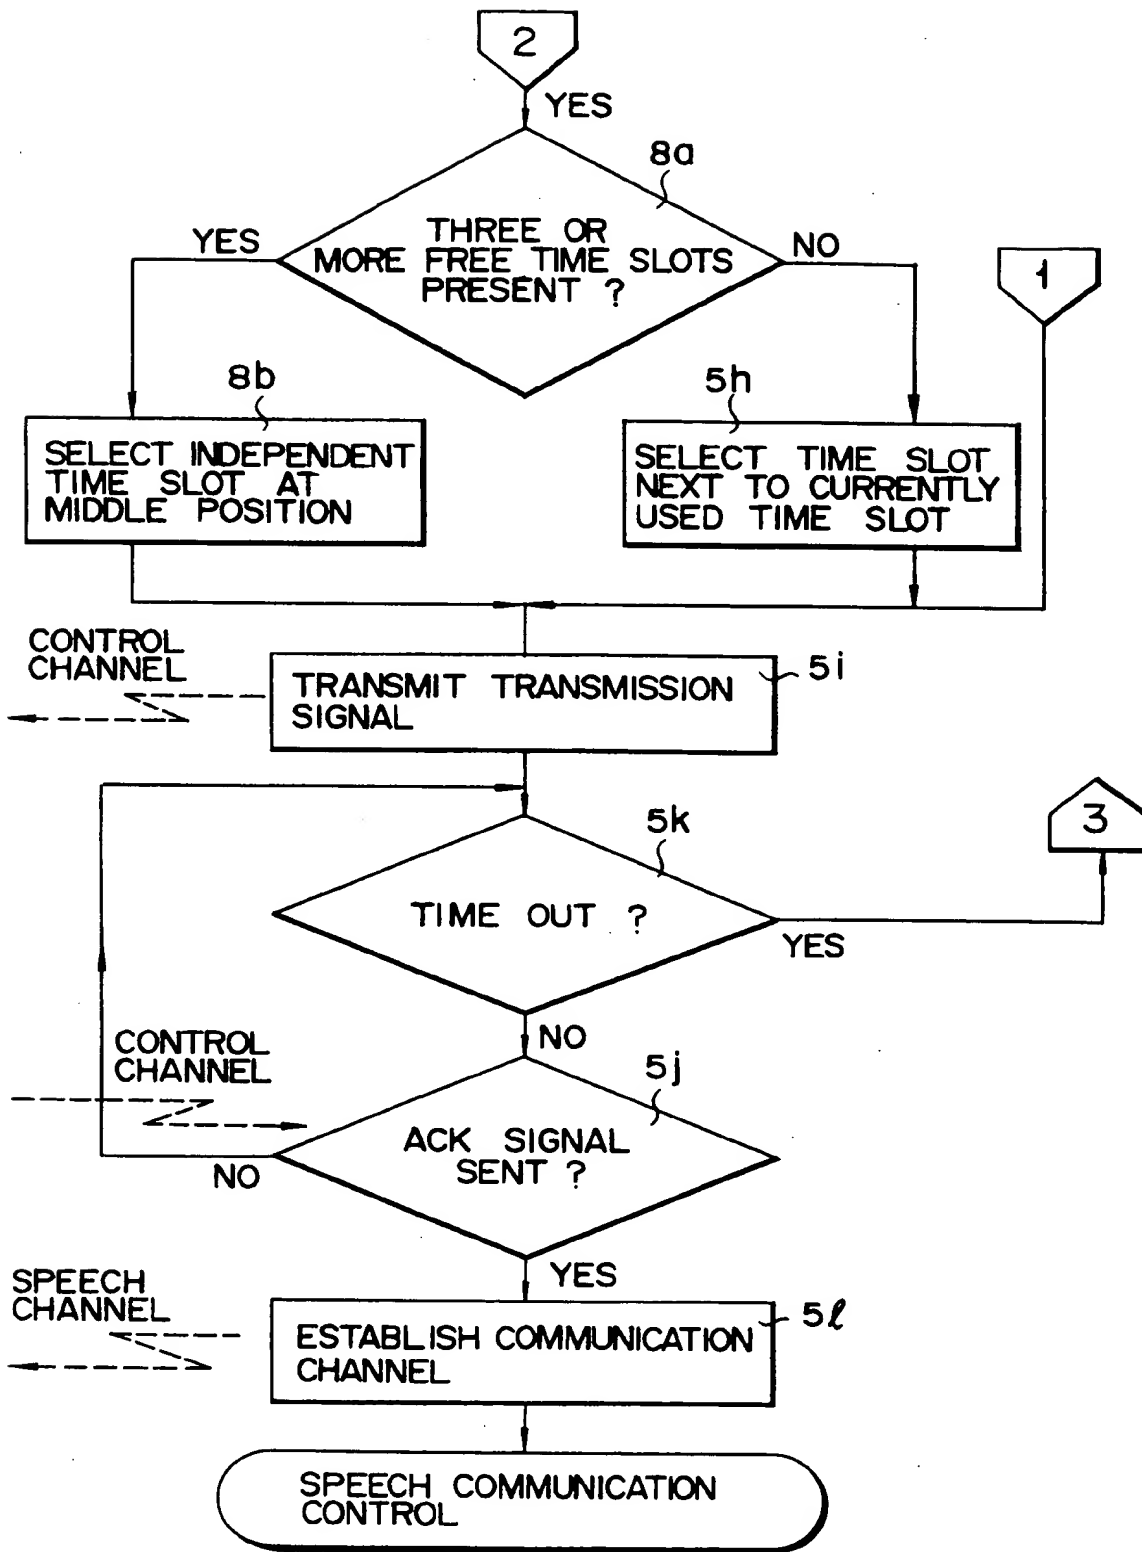 2
YES
8a
THREE OR
MORE FREE TIME SLOTS
PRESENT ?
YES
NO
1
8b
SELECT INDEPENDENT
TIME SLOT AT
MIDDLE POSITION
5h
SELECT TIME SLOT
NEXT TO CURRENTLY
USED TIME SLOT
CONTROL
CHANNEL
5i
TRANSMIT TRANSMISSION
SIGNAL
5k
TIME OUT ?
YES
3
NO
CONTROL
CHANNEL
5j
ACK SIGNAL
SENT ?
NO
YES
SPEECH
CHANNEL
5ℓ
ESTABLISH COMMUNICATION
CHANNEL
SPEECH COMMUNICATION
CONTROL